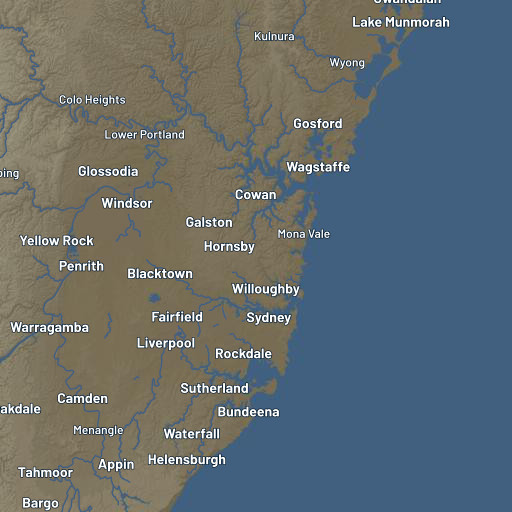 Lake Munmorah
Kulnura
Wyong
Colo Heights
Gosford
Lower Portland
Wagstaffe
Glossodia
Cowan
Windsor
Galston
Mona Vale
Yellow Rock
Hornsby
Penrith
Blacktown
Willoughby
Fairfield
Sydney
Warragamba
Liverpool
Rockdale
Sutherland
Camden
akdale
Bundeena
Menangle
Waterfall
Helensburgh
Appin
Tahmoor
Bargo